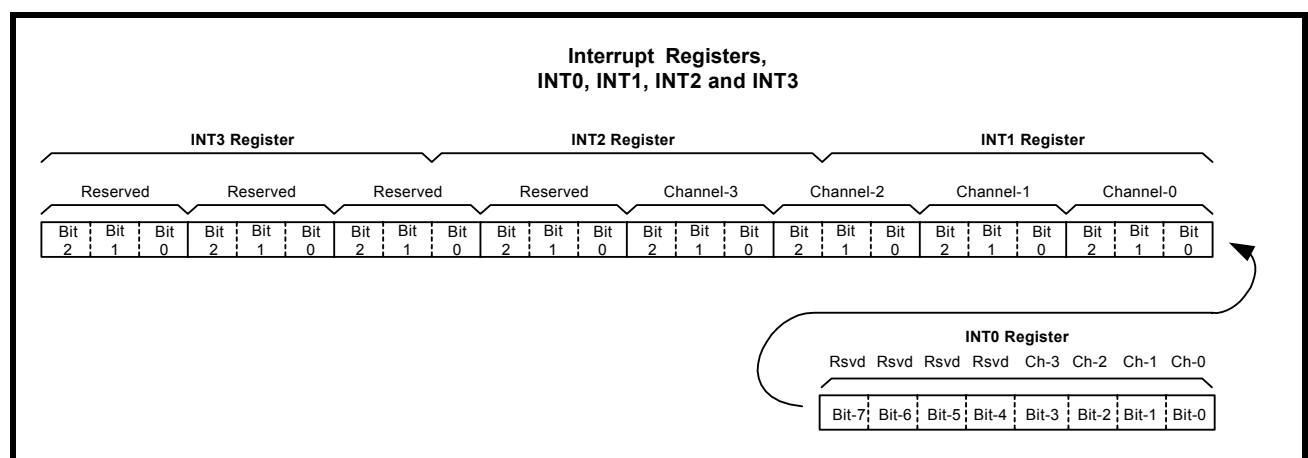 Interrupt Registers,
INT0, INT1, INT2 and INT3
INT3 Register INT2 Register INT1 Register
Reserved Reserved Reserved Reserved Channel-3 Channel-2 Channel-1 Channel-0
Bit Bit Bit Bit Bit Bit Bit Bit Bit Bit Bit Bit Bit Bit Bit Bit Bit Bit Bit Bit Bit Bit Bit Bit
2 1 0 2 1 0 2 1 0 2 1 0 2 1 0 2 1 0 2 1 0 2 1 0
INT0 Register
Rsvd Rsvd Rsvd Rsvd Ch-3 Ch-2 Ch-1 Ch-0
Bit-7 Bit-6 Bit-5 Bit-4 Bit-3 Bit-2 Bit-1 Bit-0